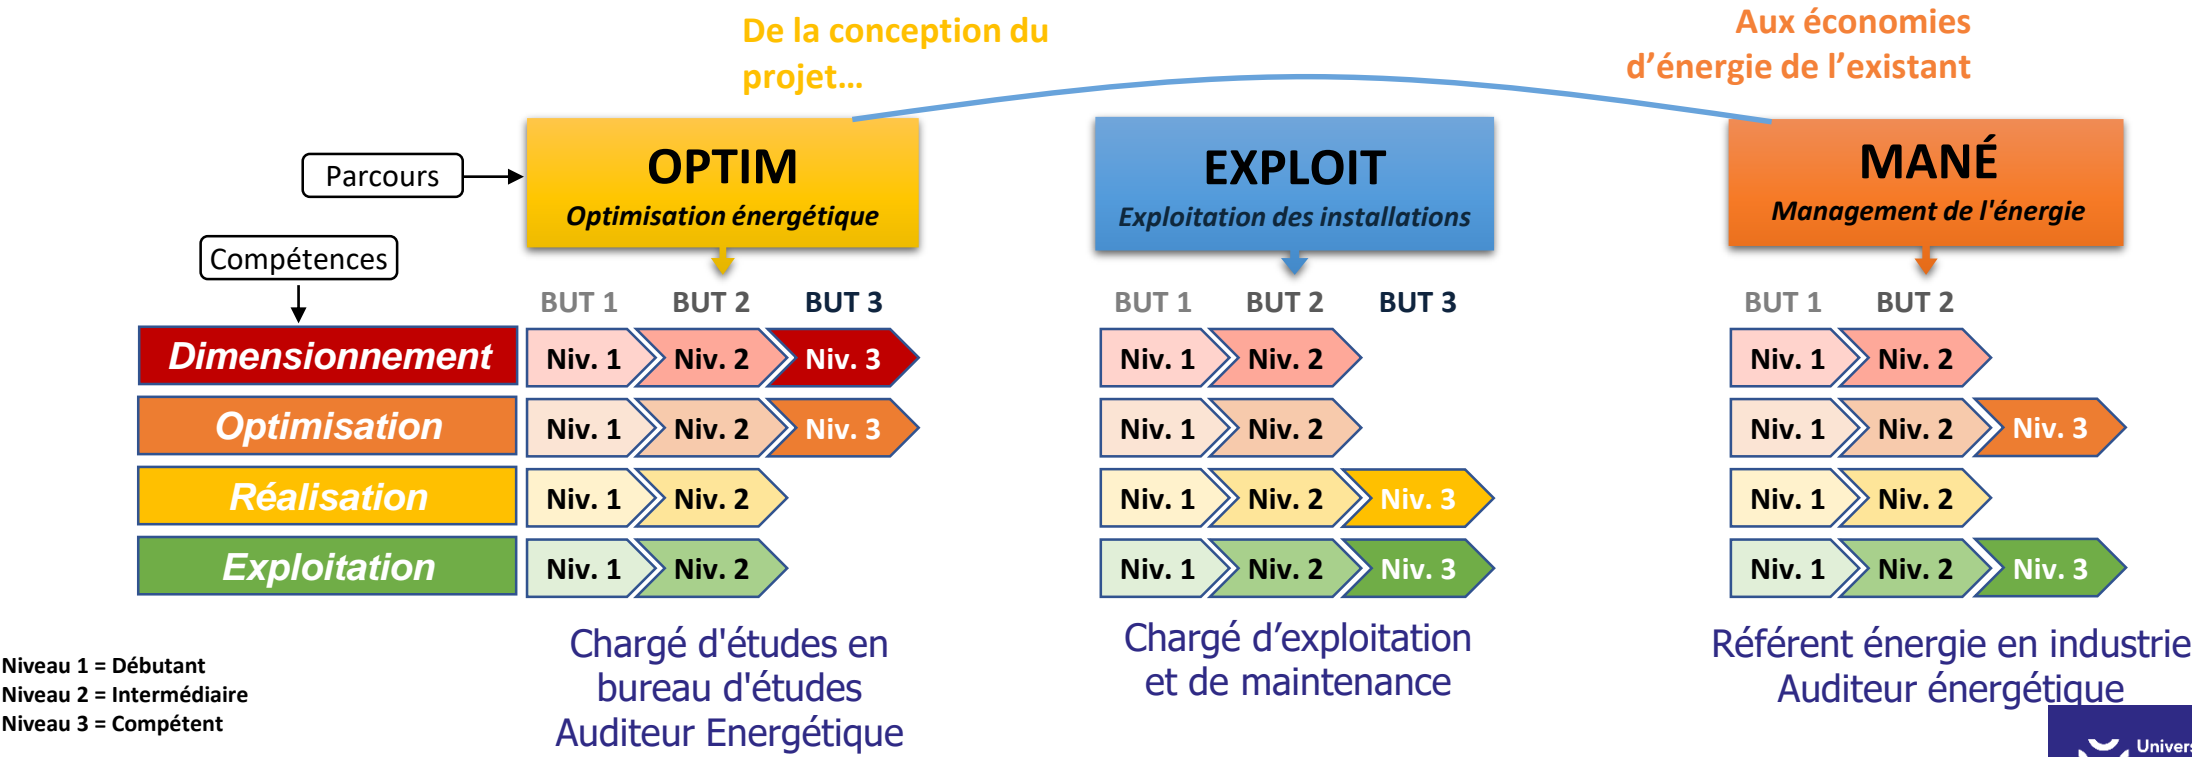 De la conception du
projet…
Aux économies
d’énergie de l’existant
Parcours
OPTIM
Optimisation énergétique
EXPLOIT
Exploitation des installations
MANÉ
Management de l'énergie
Compétences
BUT 1 BUT 2 BUT 3
BUT 1 BUT 2 BUT 3
BUT 1 BUT 2
Dimensionnement Niv. 1 Niv. 2 Niv. 3 Niv. 1 Niv. 2 Niv. 1 Niv. 2
Optimisation Niv. 1 Niv. 2 Niv. 3 Niv. 1 Niv. 2 Niv. 1 Niv. 2 Niv. 3
Réalisation Niv. 1 Niv. 2 Niv. 1 Niv. 2 Niv. 3 Niv. 1 Niv. 2
Exploitation Niv. 1 Niv. 2 Niv. 1 Niv. 2 Niv. 3 Niv. 1 Niv. 2 Niv. 3
Niveau 1 = Débutant
Niveau 2 = Intermédiaire
Niveau 3 = Compétent
Chargé d'études en
bureau d'études
Auditeur Energétique
Chargé d’exploitation
et de maintenance
Référent énergie en industrie
Auditeur énergétique